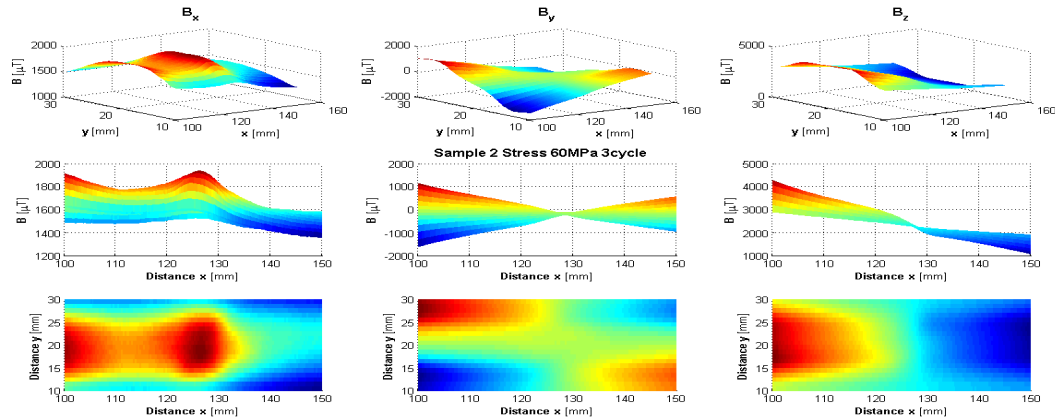 Bx By Bz
2000 2000 5000
B [μT] 1500 B [μT] 0 B [μT]
1000 -2000 0
30 160 30 160 30 160
20 140 20 140 20 140
y [mm] 10 100 120 x [mm] y [mm] 10 100 120 x [mm] y [mm] 10 100 120 x [mm]
Sample 2 Stress 60MPa 3cycle
2000 2000 5000
1800 1000 4000
B [μT] 1600 B [μT] 0 B [μT] 3000
1400 -1000 2000
1200 -2000 1000
100 110 120 130 140 150 100 110 120 130 140 150 100 110 120 130 140 150
Distance x [mm] Distance x [mm] Distance x [mm]
30 30 30
25 25 25
Distance y [mm] 20 Distance y [mm] 20 Distance y [mm] 20
15 15 15
10 10 10
100 110 120 130 140 150 100 110 120 130 140 150 100 110 120 130 140 150
Distance x [mm] Distance x [mm] Distance x [mm]